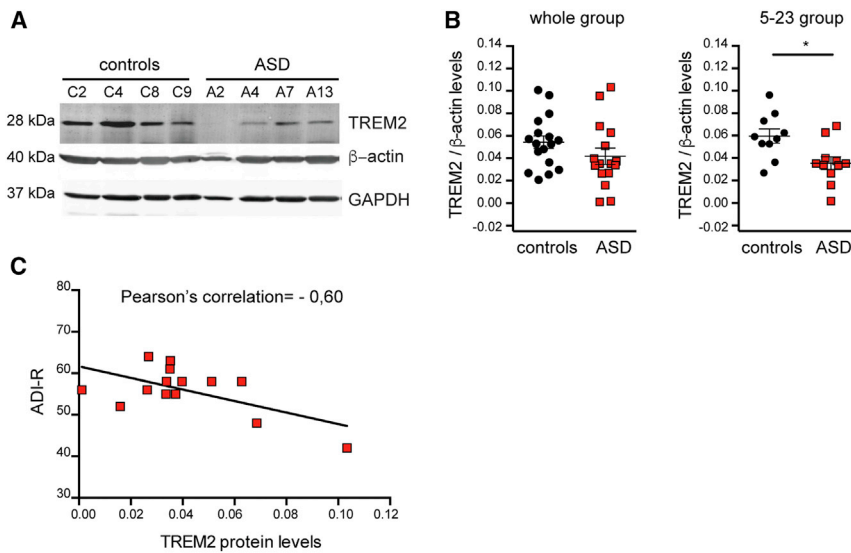 A
controls ASD
C2 C4 C8 C9 A2 A4 A7 A13
28 kDa TREM2
40 kDa β–actin
37 kDa GAPDH
B
whole group
TREM2 / β-actin levels
0.14
0.12
0.10
0.08
0.06
0.04
0.02
0.00
-0.02
controls ASD
5-23 group
*
TREM2 / β-actin levels
0.14
0.12
0.10
0.08
0.06
0.04
0.02
0.00
-0.02
controls ASD
C
Pearson's correlation= - 0,60
ADI-R
80
70
60
50
40
30
0.00 0.02 0.04 0.06 0.08 0.10 0.12
TREM2 protein levels